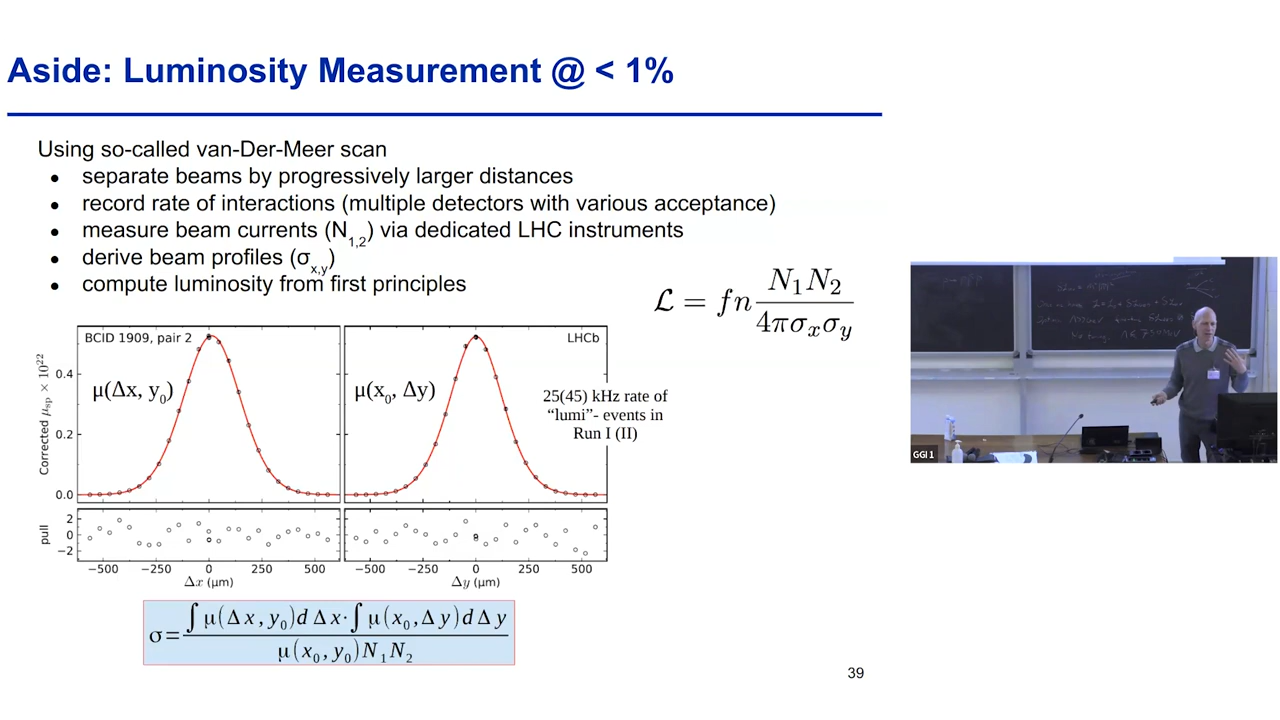 Aside: Luminosity Measurement @ < 1%
Using so-called van-Der-Meer scan
● separate beams by progressively larger distances
● record rate of interactions (multiple detectors with various acceptance)
● measure beam currents (N1,2) via dedicated LHC instruments
● derive beam profiles (σx,y)
● compute luminosity from first principles
ℒ = fn N1N2 / 4πσxσy
BCID 1909, pair 2
LHCb
μ(Δx, y0)
μ(x0, Δy)
25(45) kHz rate of
“lumi”- events in
Run I (II)
Corrected μsp × 10^22
0.4
0.2
0.0
pull
2
0
−2
−500 −250 0 250 500
−500 −250 0 250 500
Δx (μm)
Δy (μm)
σ= ∫μ(Δx, y0)dΔx·∫μ(x0,Δy)dΔy / μ(x0, y0)N1N2
39
GGI 1